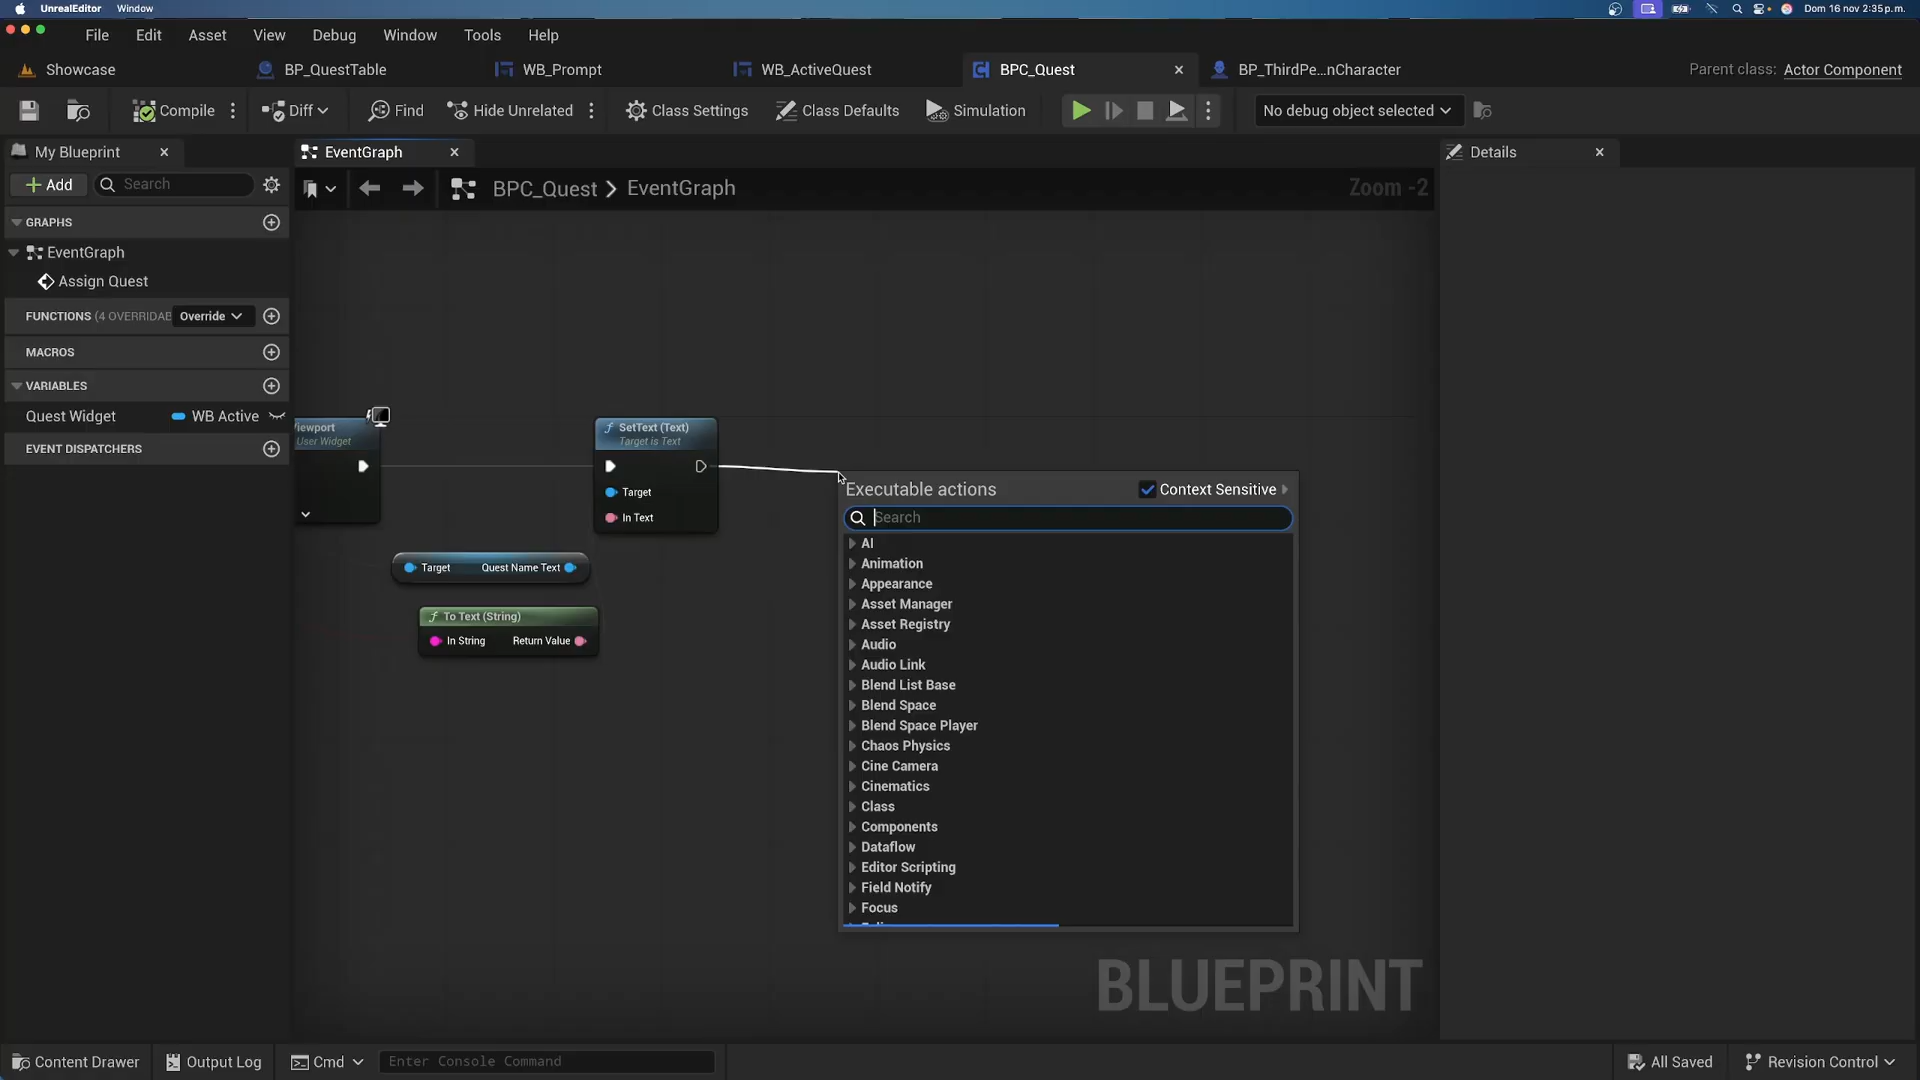 UnrealEditor Window Dom 16 nov 2:35 p.m.
File Edit Asset View Debug Window Tools Help
Showcase BP_QuestTable WB_Prompt WB_ActiveQuest BPC_Quest BP_ThirdPe...nCharacter Parent class: Actor Component
Compile Diff Find Hide Unrelated Class Settings Class Defaults Simulation No debug object selected
My Blueprint EventGraph Details
Add Search BPC_Quest > EventGraph Zoom -2
GRAPHS
EventGraph
Assign Quest
FUNCTIONS (4 OVERRIDAB Override
MACROS
VARIABLES
Quest Widget WB Active
EVENT DISPATCHERS
Viewport
User Widget
SetText (Text)
Target is Text
Target
In Text
Target Quest Name Text
To Text (String)
In String Return Value
Executable actions Context Sensitive
Search
AI
Animation
Appearance
Asset Manager
Asset Registry
Audio
Audio Link
Blend List Base
Blend Space
Blend Space Player
Chaos Physics
Cine Camera
Cinematics
Class
Components
Dataflow
Editor Scripting
Field Notify
Focus
BLUEPRINT
Content Drawer Output Log Cmd Enter Console Command All Saved Revision Control